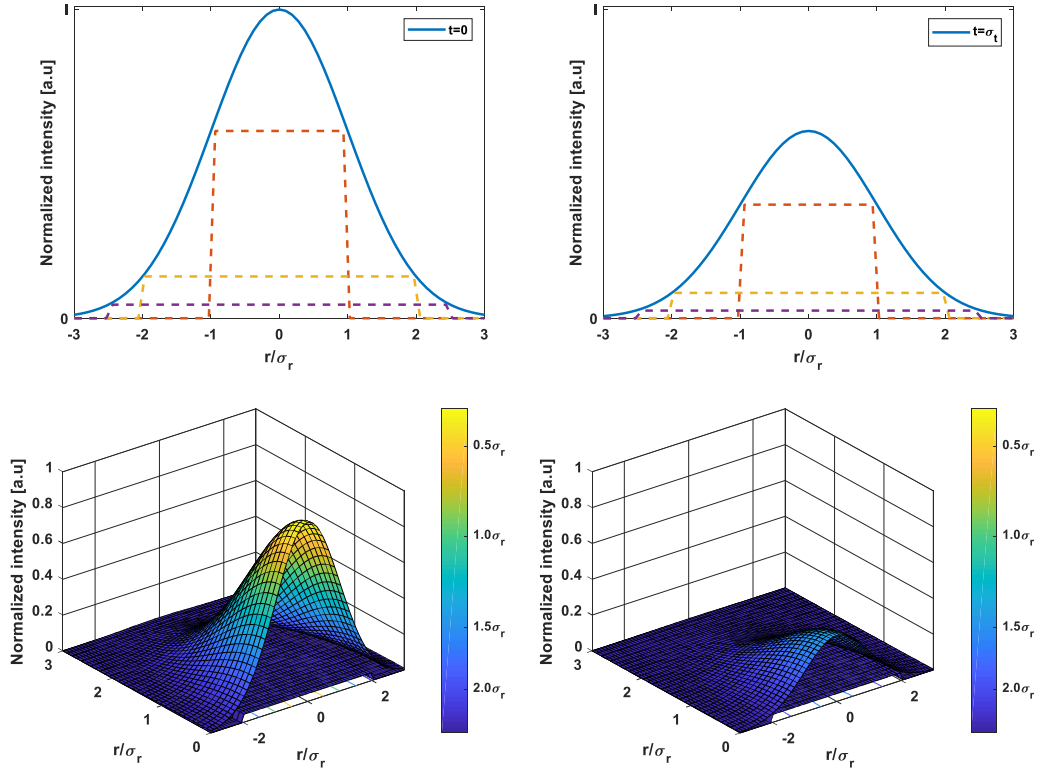 Normalized intensity [a.u]
I
0
t=0
-3 -2 -1 0 1 2 3
r/σr
Normalized intensity [a.u]
I
0
t=σt
-3 -2 -1 0 1 2 3
r/σr
Normalized intensity [a.u]
1
0.8
0.6
0.4
0.2
0
3
2
1
0
r/σr
-2 0 2
r/σr
0.5σr
1.0σr
1.5σr
2.0σr
Normalized intensity [a.u]
1
0.8
0.6
0.4
0.2
0
3
2
1
0
r/σr
-2 0 2
r/σr
0.5σr
1.0σr
1.5σr
2.0σr